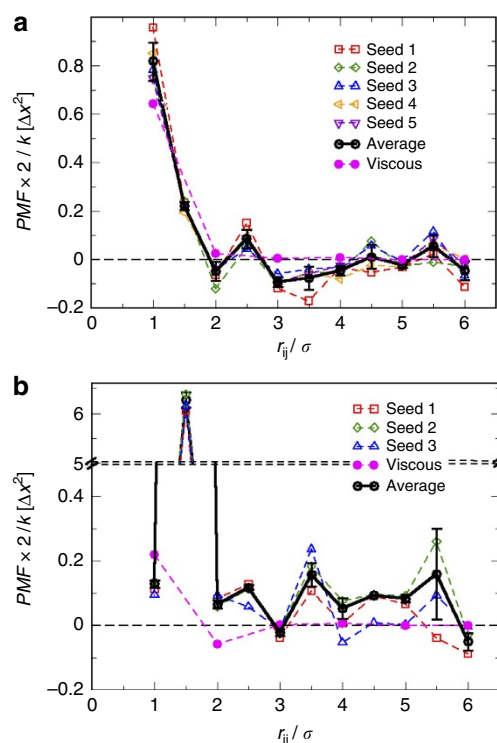 a
PMF × 2 / k [Δx²]
0.8
0.6
0.4
0.2
0
−0.2
Seed 1
Seed 2
Seed 3
Seed 4
Seed 5
Average
Viscous
0 1 2 3 4 5 6
r_ij / σ
b
PMF × 2 / k [Δx²]
6
5
0.4
0.2
0
−0.2
Seed 1
Seed 2
Seed 3
Viscous
Average
0 1 2 3 4 5 6
r_ij / σ